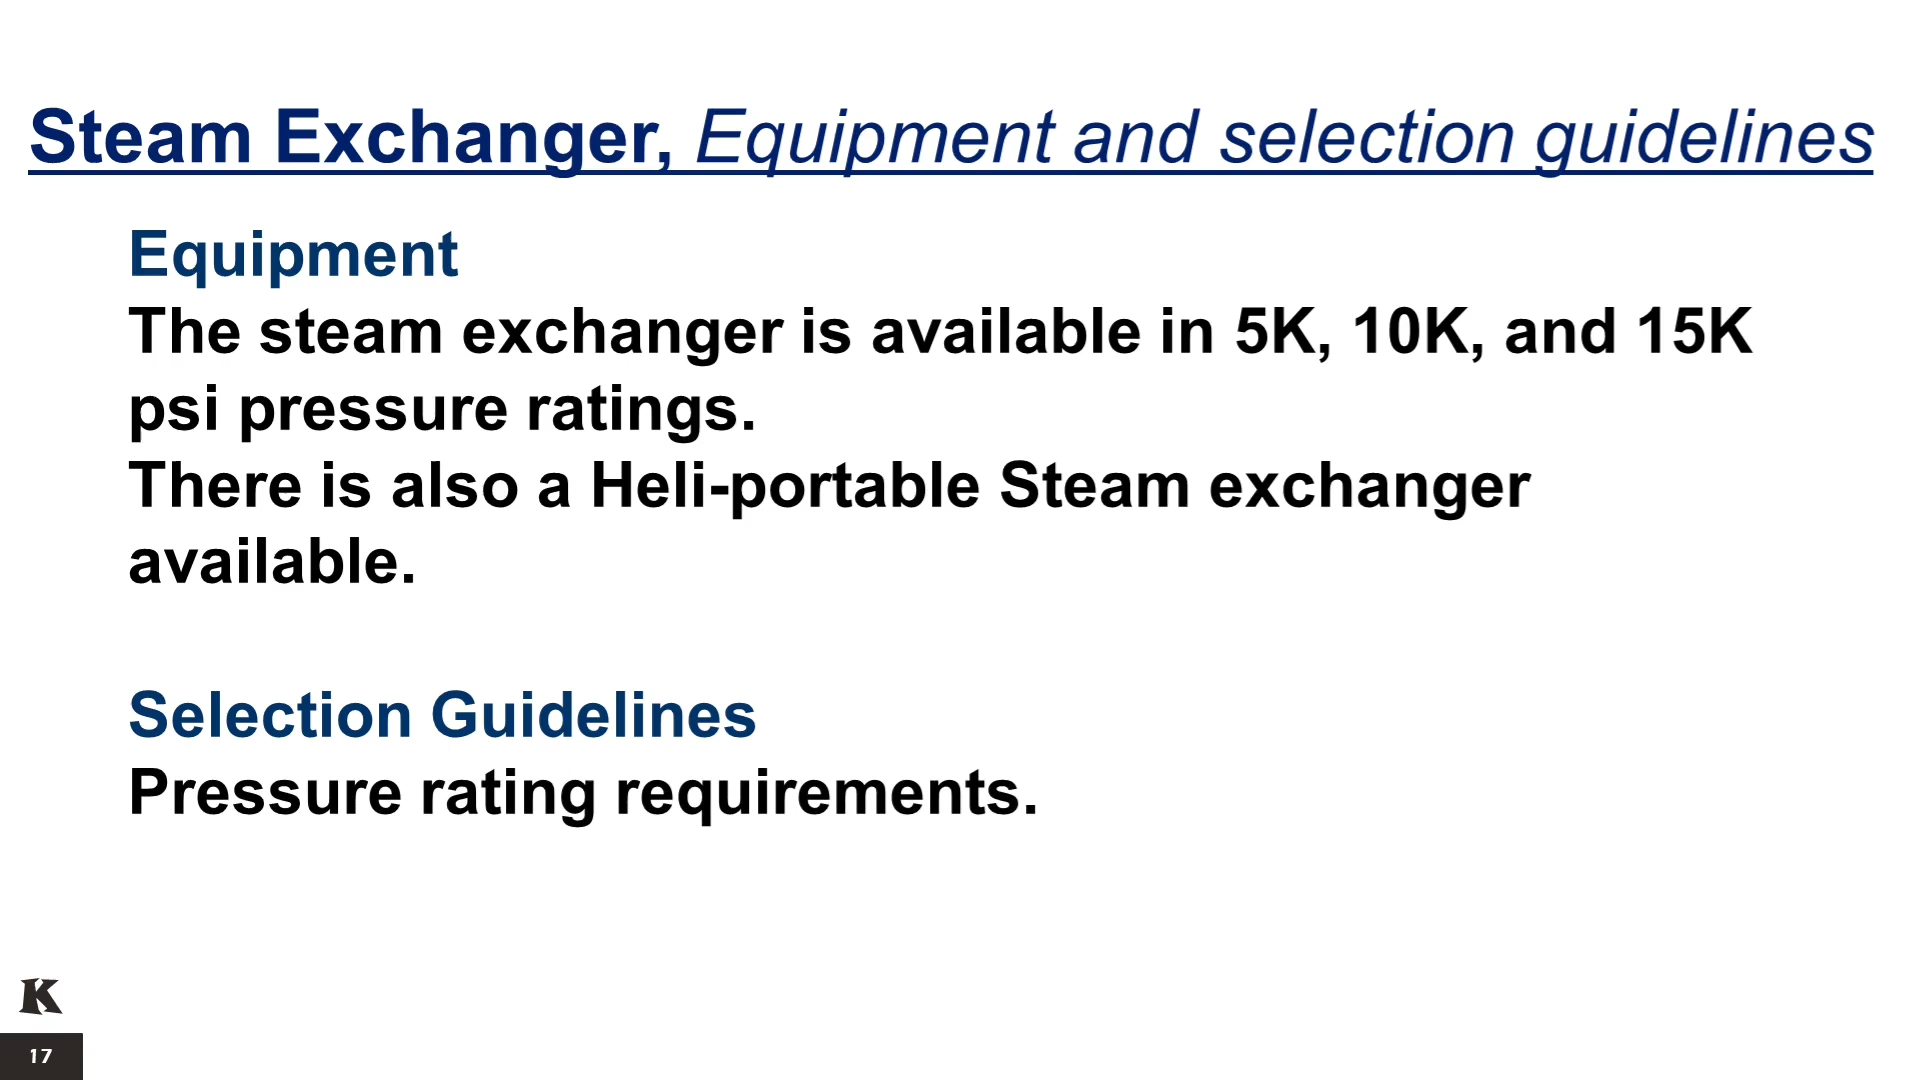 Steam Exchanger, Equipment and selection guidelines
Equipment
The steam exchanger is available in 5K, 10K, and 15K
psi pressure ratings.
There is also a Heli-portable Steam exchanger
available.
Selection Guidelines
Pressure rating requirements.
K
17